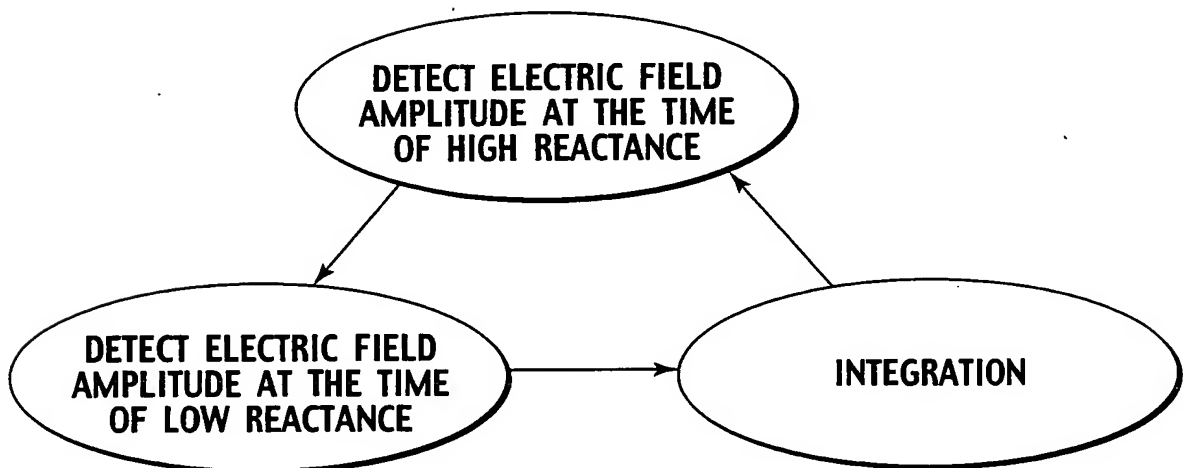 DETECT ELECTRIC FIELD
AMPLITUDE AT THE TIME
OF HIGH REACTANCE
DETECT ELECTRIC FIELD
AMPLITUDE AT THE TIME
OF LOW REACTANCE
INTEGRATION